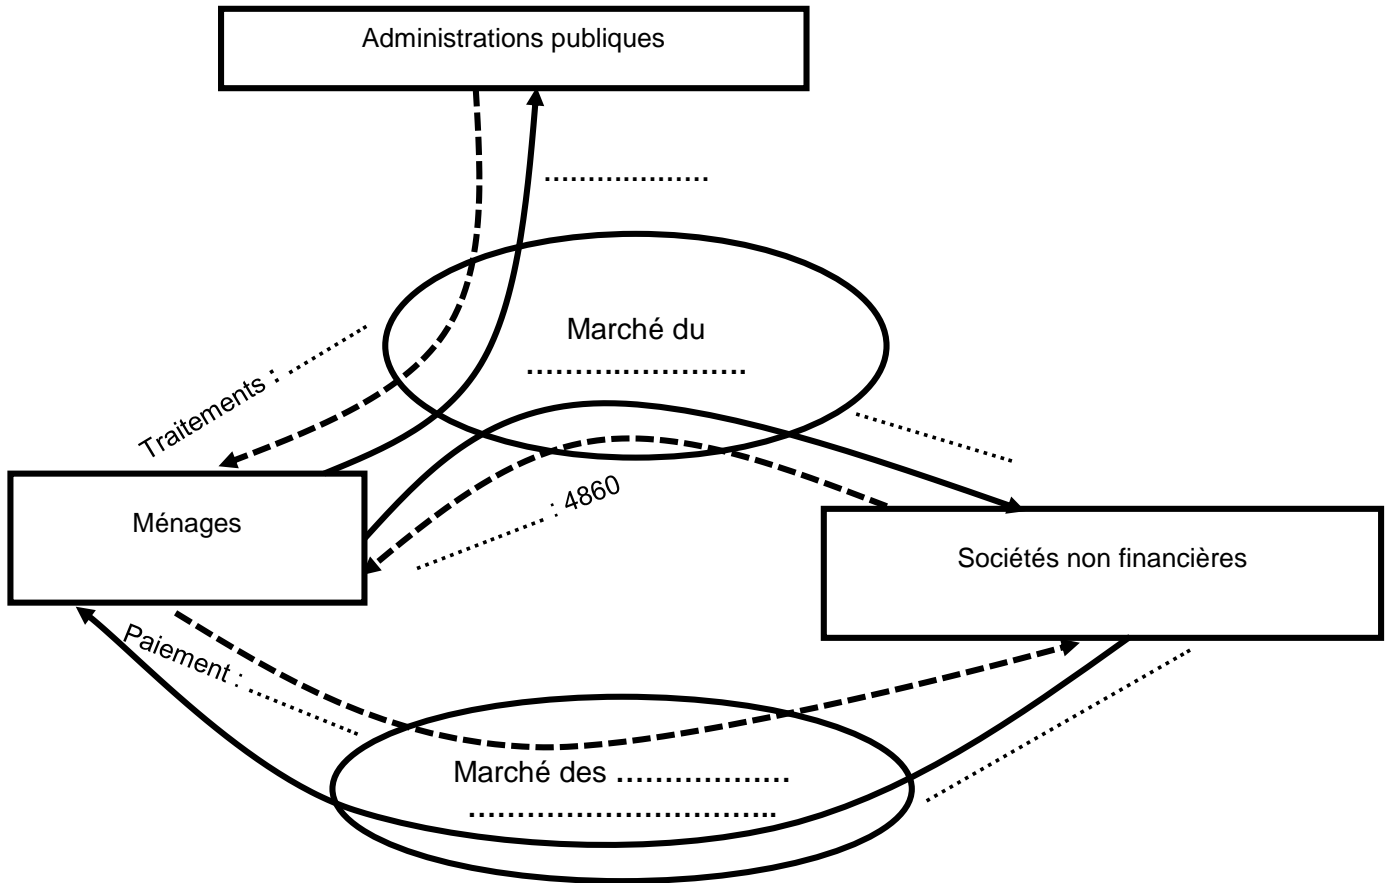 Administrations publiques
....................
Marché du
..........................
Traitements : ...............
...............
Ménages
............... : 4860
Sociétés non financières
Paiement : ...............
Marché des .....................
....................................
....................................